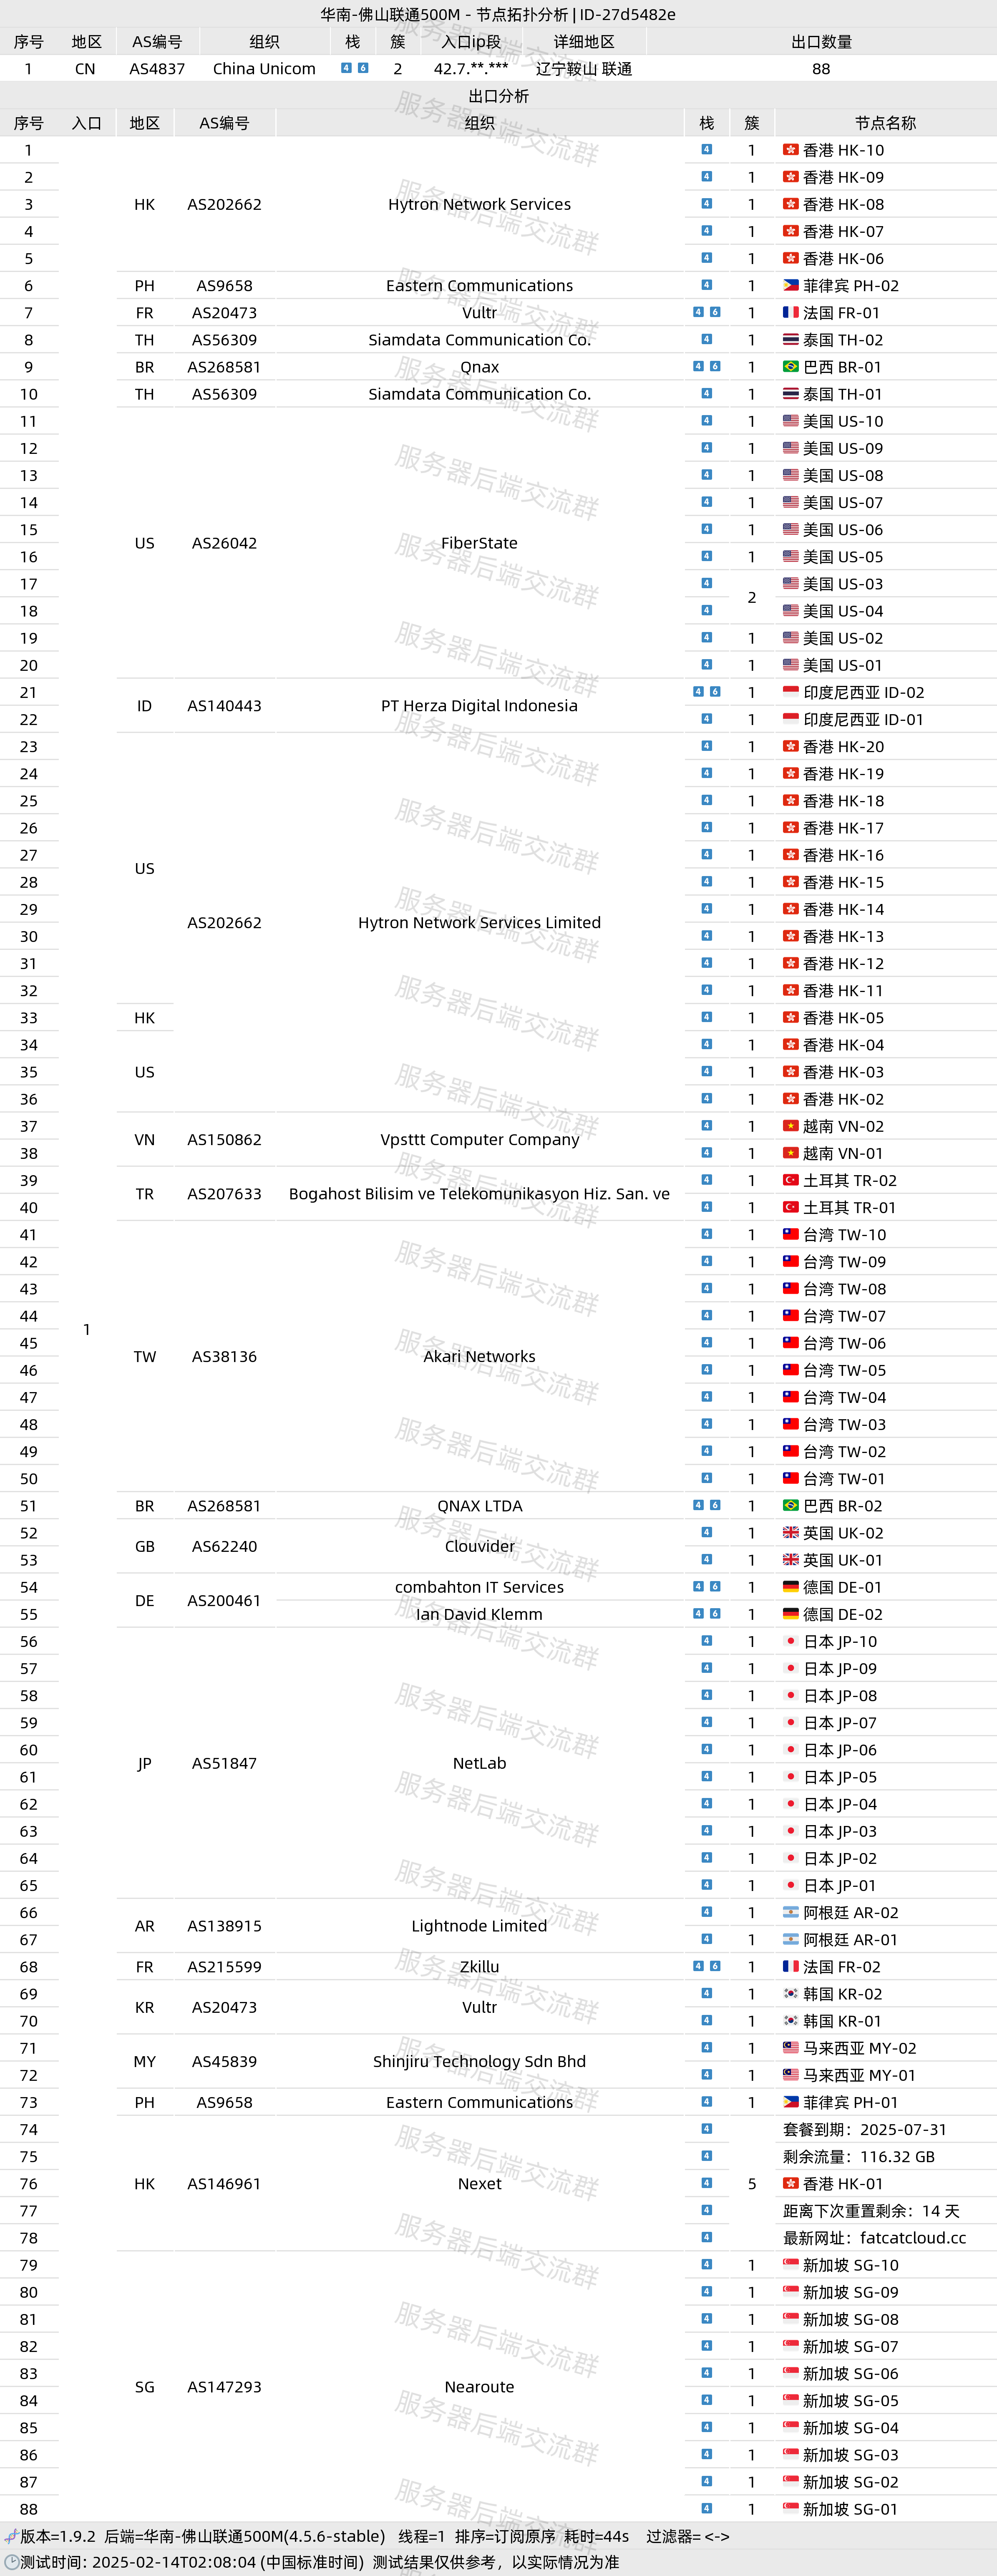 华南-佛山联通500M - 节点拓扑分析 | ID-27d5482e
序号 地区 AS编号 组织 栈 簇 入口ip段 详细地区 出口数量
1 CN AS4837 China Unicom 4 6 2 42.7.**.*** 辽宁鞍山 联通 88
出口分析
序号 入口 地区 AS编号 组织 栈 簇 节点名称
1 4 1 香港 HK-10
2 4 1 香港 HK-09
3 HK AS202662 Hytron Network Services 4 1 香港 HK-08
4 4 1 香港 HK-07
5 4 1 香港 HK-06
6 PH AS9658 Eastern Communications 4 1 菲律宾 PH-02
7 FR AS20473 Vultr 4 6 1 法国 FR-01
8 TH AS56309 Siamdata Communication Co. 4 1 泰国 TH-02
9 BR AS268581 Qnax 4 6 1 巴西 BR-01
10 TH AS56309 Siamdata Communication Co. 4 1 泰国 TH-01
11 4 1 美国 US-10
12 4 1 美国 US-09
13 4 1 美国 US-08
14 4 1 美国 US-07
15 4 1 美国 US-06
US AS26042 FiberState
16 4 1 美国 US-05
17 4 美国 US-03
2
18 4 美国 US-04
19 4 1 美国 US-02
20 4 1 美国 US-01
21 4 6 1 印度尼西亚 ID-02
ID AS140443 PT Herza Digital Indonesia
22 4 1 印度尼西亚 ID-01
23 4 1 香港 HK-20
24 4 1 香港 HK-19
25 4 1 香港 HK-18
26 4 1 香港 HK-17
27 4 1 香港 HK-16
US
28 4 1 香港 HK-15
29 4 1 香港 HK-14
AS202662 Hytron Network Services Limited
30 4 1 香港 HK-13
31 4 1 香港 HK-12
32 4 1 香港 HK-11
33 HK 4 1 香港 HK-05
34 4 1 香港 HK-04
35 US 4 1 香港 HK-03
36 4 1 香港 HK-02
37 4 1 越南 VN-02
VN AS150862 Vpsttt Computer Company
38 4 1 越南 VN-01
39 4 1 土耳其 TR-02
TR AS207633 Bogahost Bilisim ve Telekomunikasyon Hiz. San. ve
40 4 1 土耳其 TR-01
41 4 1 台湾 TW-10
42 4 1 台湾 TW-09
43 4 1 台湾 TW-08
44 4 1 台湾 TW-07
1
45 4 1 台湾 TW-06
TW AS38136 Akari Networks
46 4 1 台湾 TW-05
47 4 1 台湾 TW-04
48 4 1 台湾 TW-03
49 4 1 台湾 TW-02
50 4 1 台湾 TW-01
51 BR AS268581 QNAX LTDA 4 6 1 巴西 BR-02
52 4 1 英国 UK-02
GB AS62240 Clouvider
53 4 1 英国 UK-01
54 combahton IT Services 4 6 1 德国 DE-01
DE AS200461
55 Ian David Klemm 4 6 1 德国 DE-02
56 4 1 日本 JP-10
57 4 1 日本 JP-09
58 4 1 日本 JP-08
59 4 1 日本 JP-07
60 4 1 日本 JP-06
JP AS51847 NetLab
61 4 1 日本 JP-05
62 4 1 日本 JP-04
63 4 1 日本 JP-03
64 4 1 日本 JP-02
65 4 1 日本 JP-01
66 4 1 阿根廷 AR-02
AR AS138915 Lightnode Limited
67 4 1 阿根廷 AR-01
68 FR AS215599 Zkillu 4 6 1 法国 FR-02
69 4 1 韩国 KR-02
KR AS20473 Vultr
70 4 1 韩国 KR-01
71 4 1 马来西亚 MY-02
MY AS45839 Shinjiru Technology Sdn Bhd
72 4 1 马来西亚 MY-01
73 PH AS9658 Eastern Communications 4 1 菲律宾 PH-01
74 4 套餐到期：2025-07-31
75 4 剩余流量：116.32 GB
76 HK AS146961 Nexet 4 5 香港 HK-01
77 4 距离下次重置剩余：14 天
78 4 最新网址：fatcatcloud.cc
79 4 1 新加坡 SG-10
80 4 1 新加坡 SG-09
81 4 1 新加坡 SG-08
82 4 1 新加坡 SG-07
83 4 1 新加坡 SG-06
SG AS147293 Nearoute
84 4 1 新加坡 SG-05
85 4 1 新加坡 SG-04
86 4 1 新加坡 SG-03
87 4 1 新加坡 SG-02
88 4 1 新加坡 SG-01
版本=1.9.2 后端=华南-佛山联通500M(4.5.6-stable) 线程=1 排序=订阅原序 耗时=44s 过滤器= <->
测试时间: 2025-02-14T02:08:04 (中国标准时间) 测试结果仅供参考，以实际情况为准
服务器后端交流群